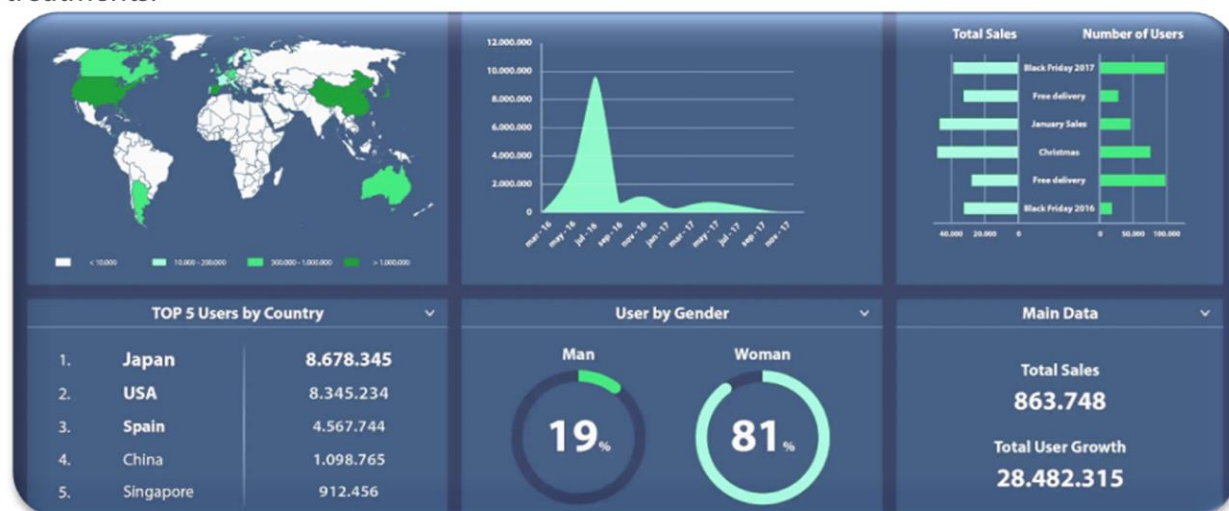 treatments.
< 10.000
10.000 - 200.000
300.000 - 1.000.000
> 1.000.000
12.000.000
10.000.000
8.000.000
6.000.000
4.000.000
2.000.000
0
mar - 16
may - 16
jul - 16
sep - 16
nov - 16
jan - 17
mar - 17
may - 17
jul - 17
sep - 17
nov - 17
Total Sales Number of Users
Black Friday 2017
Free delivery
January Sales
Christmas
Free delivery
Black Friday 2016
40.000 20.000 0 0 50.000 100.000
TOP 5 Users by Country
1. Japan 8.678.345
2. USA 8.345.234
3. Spain 4.567.744
4. China 1.098.765
5. Singapore 912.456
User by Gender
Man Woman
19% 81%
Main Data
Total Sales
863.748
Total User Growth
28.482.315